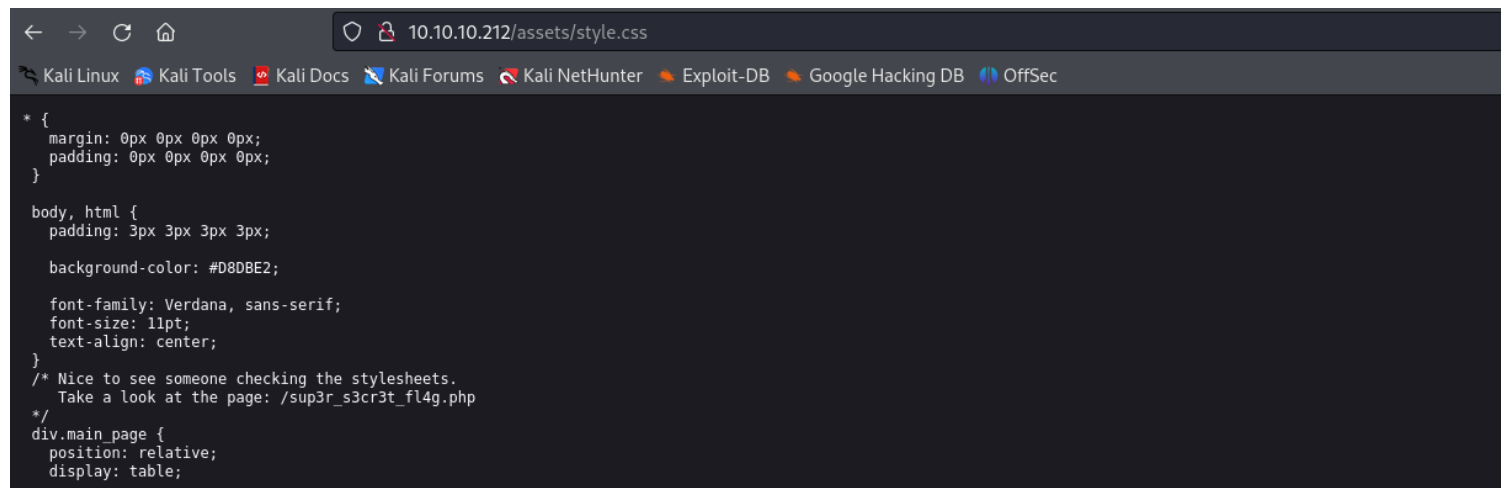 10.10.10.212/assets/style.css
Kali Linux Kali Tools Kali Docs Kali Forums Kali NetHunter Exploit-DB Google Hacking DB OffSec
* {
margin: 0px 0px 0px 0px;
padding: 0px 0px 0px 0px;
}
body, html {
padding: 3px 3px 3px 3px;
background-color: #D8DBE2;
font-family: Verdana, sans-serif;
font-size: 11pt;
text-align: center;
}
/* Nice to see someone checking the stylesheets.
Take a look at the page: /sup3r_s3cr3t_fl4g.php
*/
div.main_page {
position: relative;
display: table;